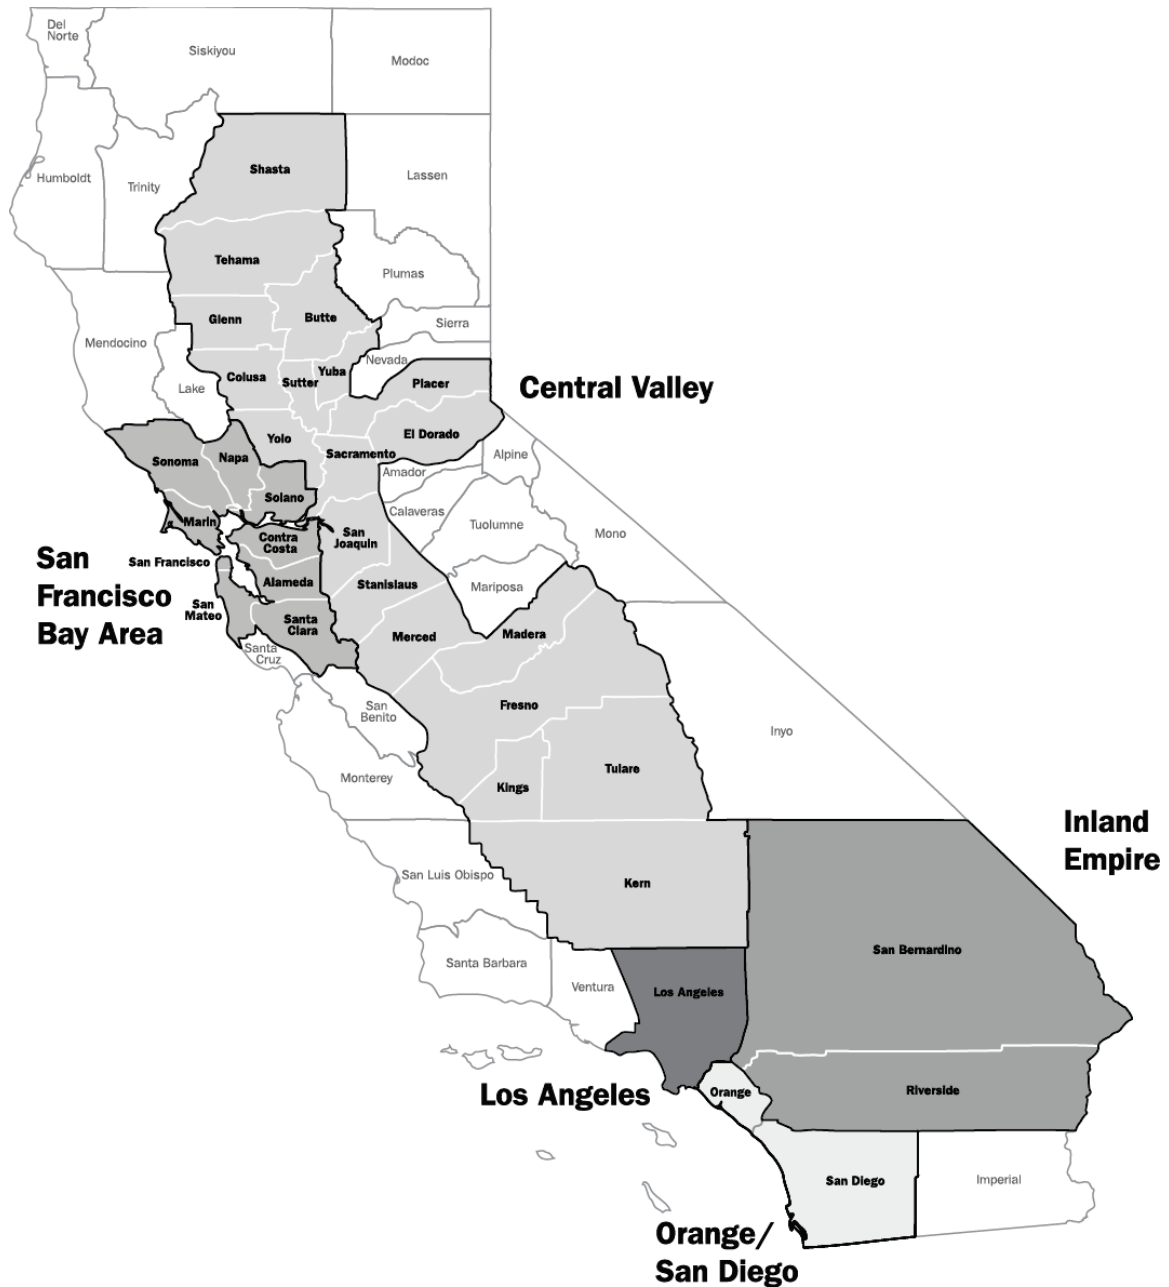 Del
Norte
Siskiyou
Modoc
Shasta
Humboldt
Trinity
Lassen
Tehama
Plumas
Glenn
Butte
Sierra
Mendocino
Nevada
Lake
Colusa
Sutter
Yuba
Placer
Central Valley
Yolo
El Dorado
Sonoma
Napa
Sacramento
Alpine
Amador
Solano
Calaveras
Marin
Tuolumne
Mono
Contra
Costa
San
Joaquin
San
Francisco
Bay Area
San Francisco
Alameda
Stanislaus
Mariposa
San
Mateo
Santa
Clara
Merced
Madera
Santa
Cruz
San
Benito
Fresno
Inyo
Monterey
Kings
Tulare
Inland
Empire
San Luis Obispo
Kern
San Bernardino
Santa Barbara
Ventura
Los Angeles
Los Angeles
Orange
Riverside
San Diego
Imperial
Orange/
San Diego